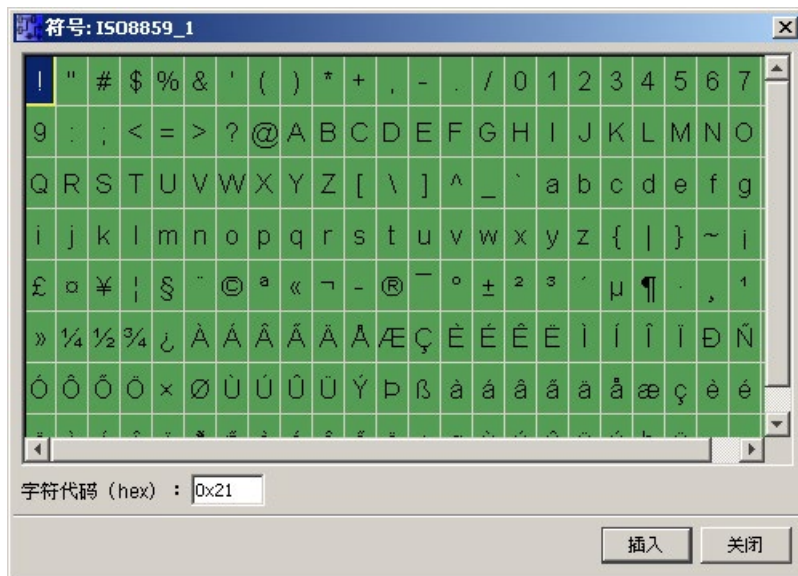 符号: ISO8859_1
! " # $ % & ' ( ) * + , - . / 0 1 2 3 4 5 6 7
9 : ; < = > ? @ A B C D E F G H I J K L M N O
Q R S T U V W X Y Z [ \ ] ^ _ ` a b c d e f g
i j k l m n o p q r s t u v w x y z { | } ~ ¡
£ ¤ ¥ ¦ § ¨ © ª « ¬ - ® ¯ ° ± ² ³ ´ µ ¶ · ¸ ¹
» ¼ ½ ¾ ¿ À Á Â Ã Ä Å Æ Ç È É Ê Ë Ì Í Î Ï Ð Ñ
Ó Ô Õ Ö × Ø Ù Ú Û Ü Ý Þ ß à á â ã ä å æ ç è é
字符代码 (hex) : 0x21
插入 关闭